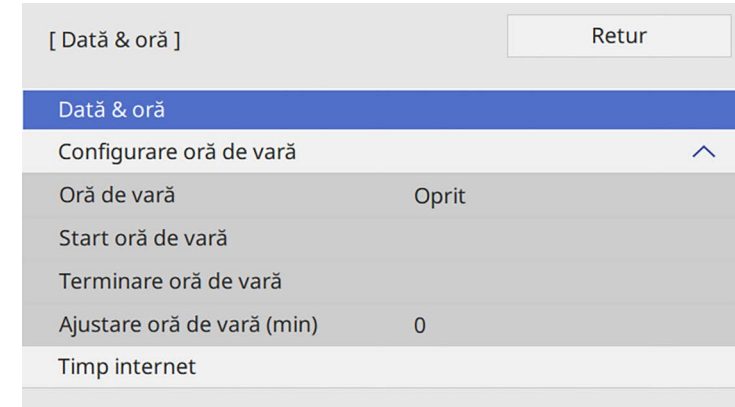 [ Dată & oră ]
Retur
Dată & oră
Configurare oră de vară
Oră de vară Oprit
Start oră de vară
Terminare oră de vară
Ajustare oră de vară (min) 0
Timp internet